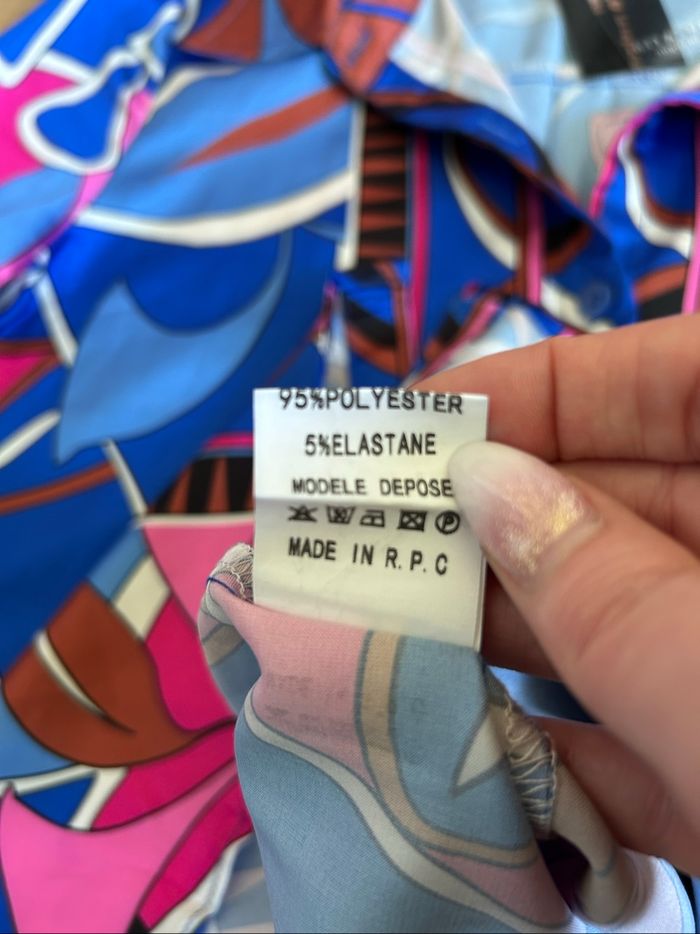 95%POLYESTER
5%ELASTANE
MODELE DEPOSE
P
MADE IN R. P. C